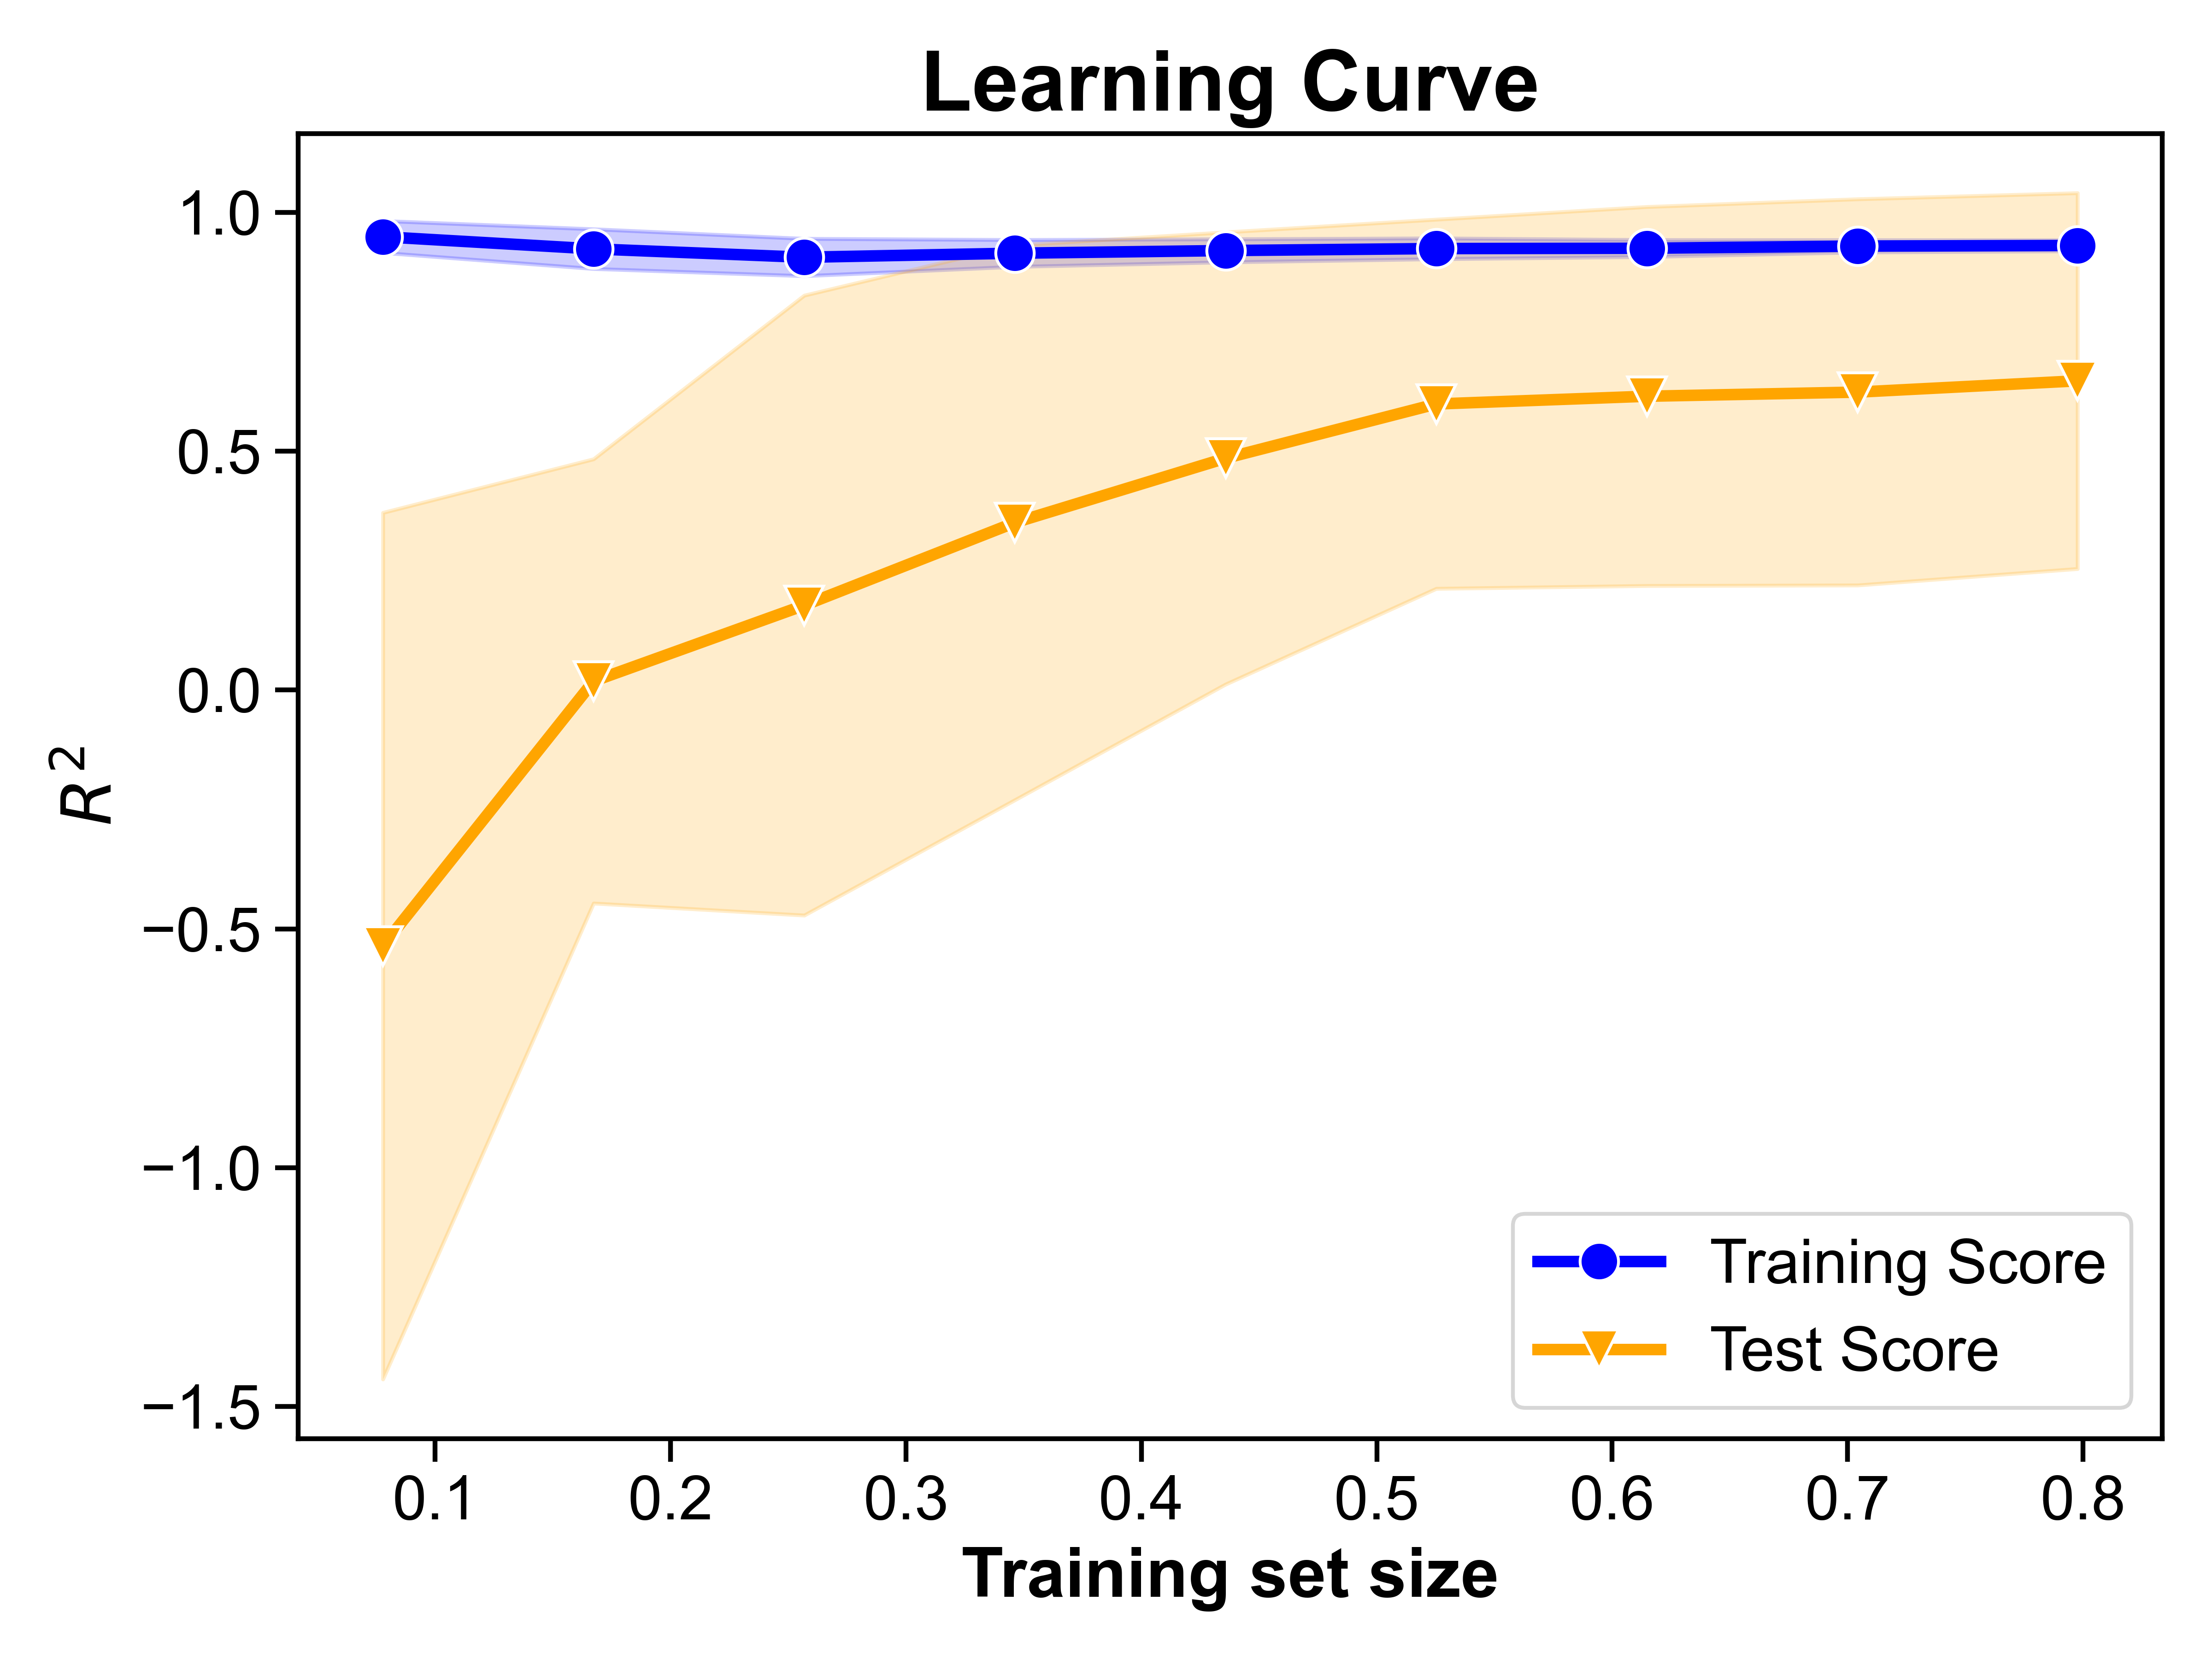 Learning Curve
1.0
0.5
0.0
−0.5
−1.0
−1.5
R²
0.1 0.2 0.3 0.4 0.5 0.6 0.7 0.8
Training set size
Training Score
Test Score